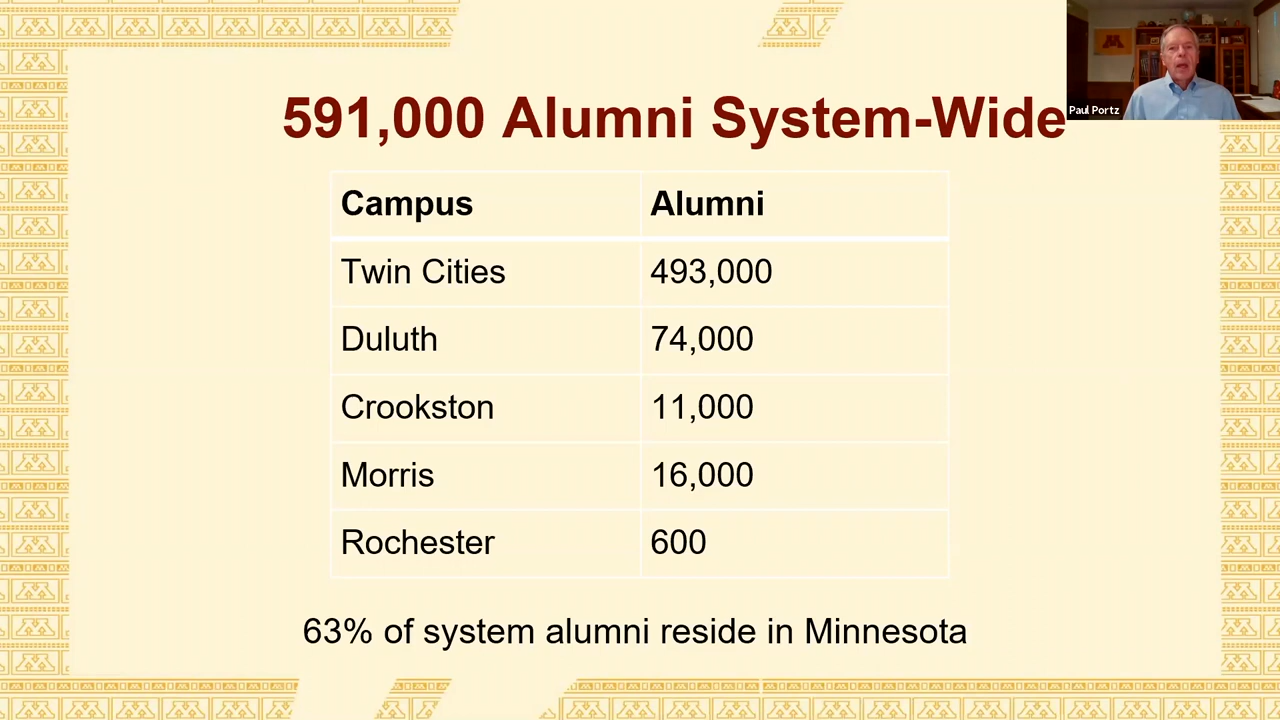 591,000 Alumni System-Wide
Paul Portz
Campus Alumni
Twin Cities 493,000
Duluth 74,000
Crookston 11,000
Morris 16,000
Rochester 600
63% of system alumni reside in Minnesota